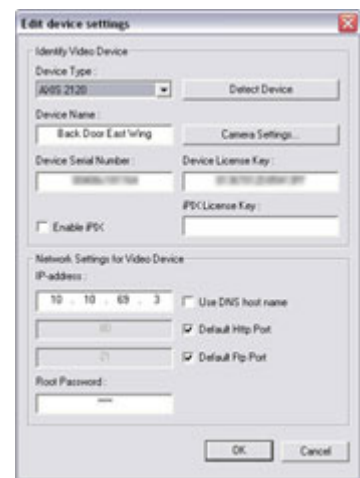 Edit device settings
Identify Video Device
Device Type :
AXIS 2120
Detect Device
Device Name :
Back Door East Wing
Camera Settings...
Device Serial Number :
Device License Key :
iPIX License Key :
Enable iPIX
Network Settings for Video Device
IP-address :
10 . 10 . 69 . 3
Use DNS host name
80
Default Http Port
21
Default Ftp Port
Root Password :
****
OK
Cancel